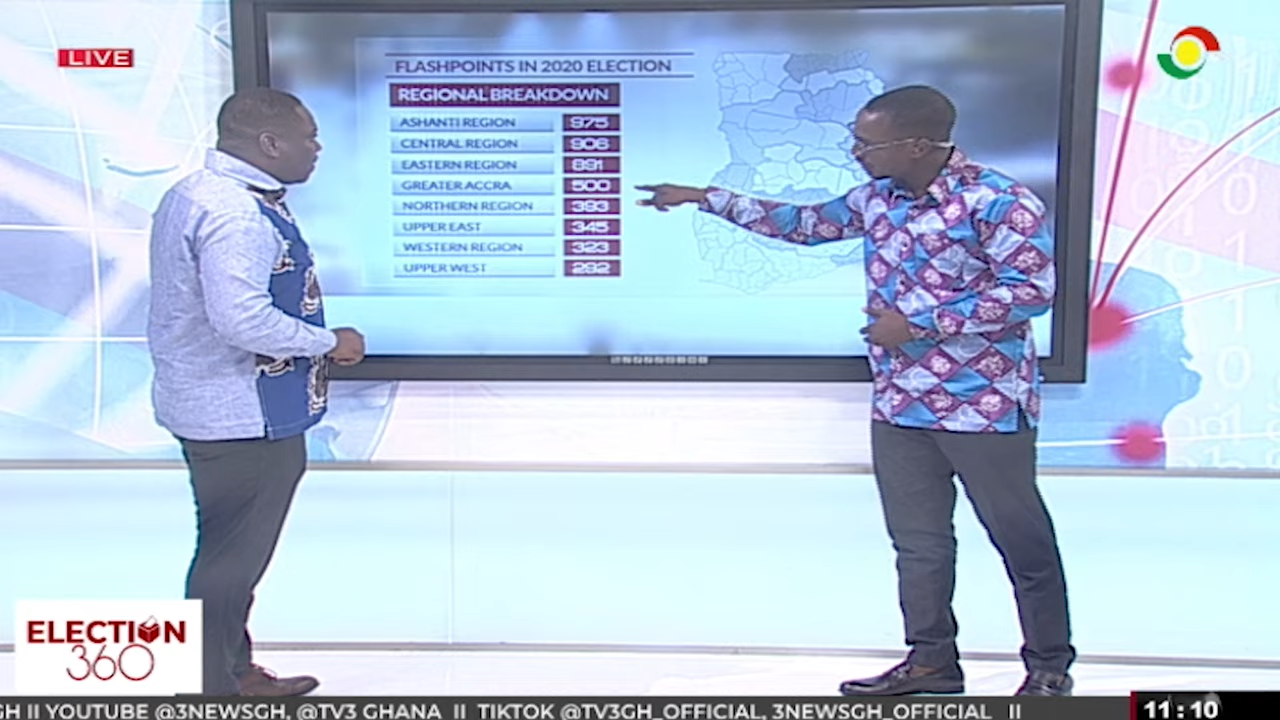 LIVE
FLASHPOINTS IN 2020 ELECTION
REGIONAL BREAKDOWN
ASHANTI REGION 975
CENTRAL REGION 906
EASTERN REGION 891
GREATER ACCRA 500
NORTHERN REGION 393
UPPER EAST 345
WESTERN REGION 323
UPPER WEST 292
ELECTION
360
GH II YOUTUBE @3NEWSGH, @TV3 GHANA II TIKTOK @TV3GH_OFFICIAL, 3NEWSGH_OFFICIAL II
11:10